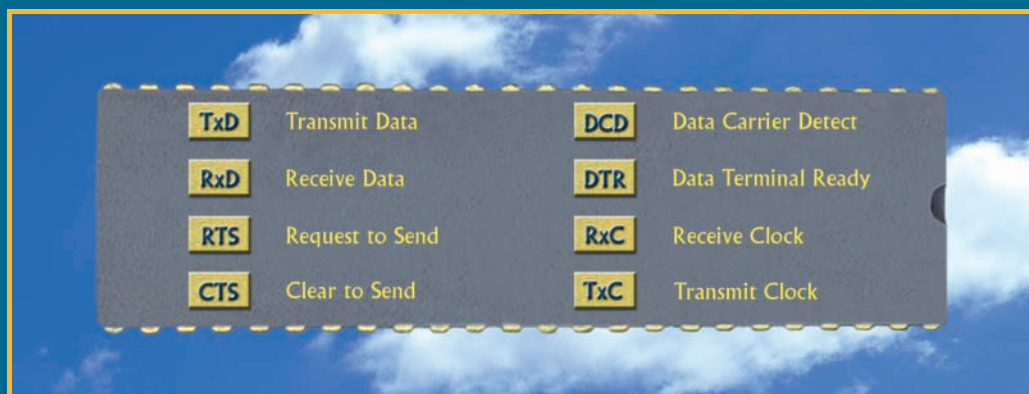 TxD Transmit Data
RxD Receive Data
RTS Request to Send
CTS Clear to Send
DCD Data Carrier Detect
DTR Data Terminal Ready
RxC Receive Clock
TxC Transmit Clock